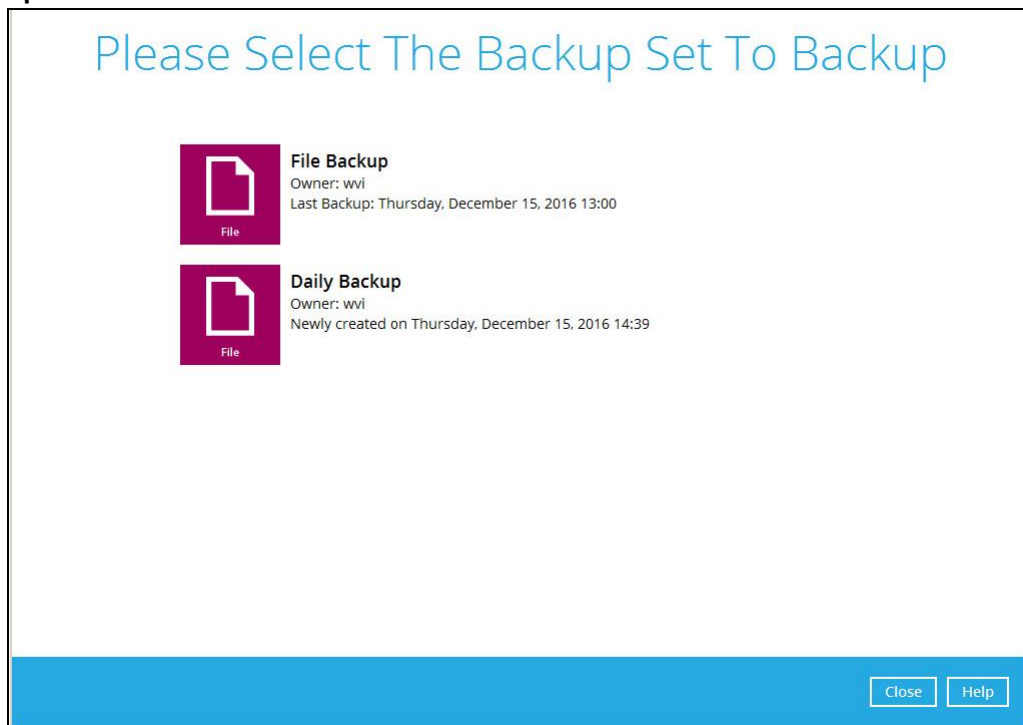 Please Select The Backup Set To Backup
File Backup
Owner: wvi
Last Backup: Thursday, December 15, 2016 13:00
File
Daily Backup
Owner: wvi
Newly created on Thursday, December 15, 2016 14:39
File
Close Help